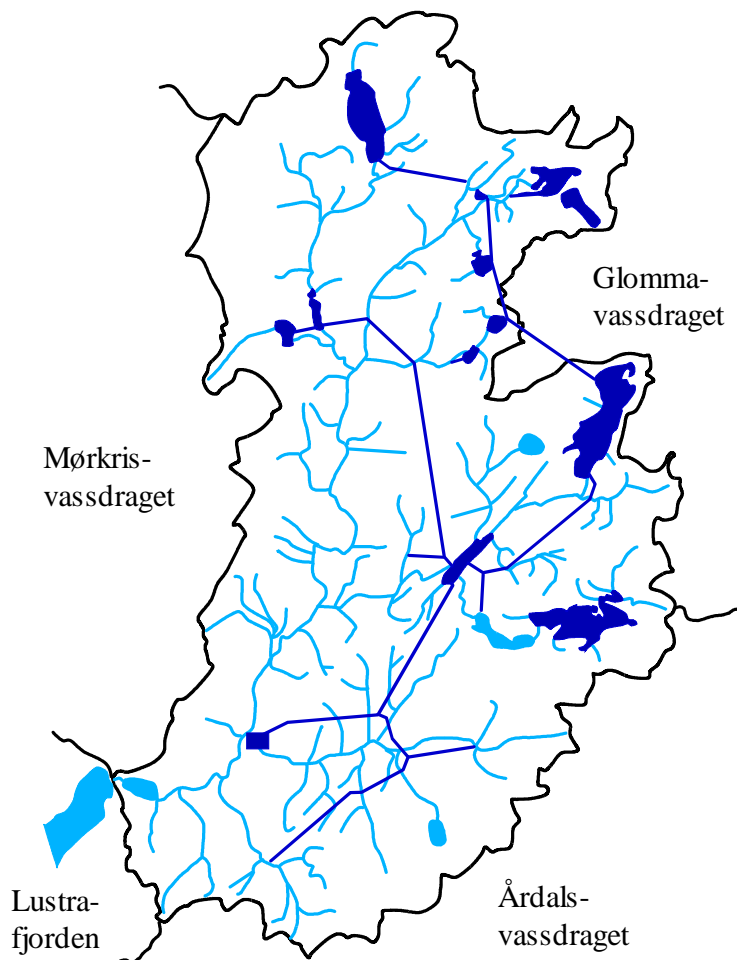 Glomma-
vassdraget
Mørkris-
vassdraget
Lustra-
fjorden
Årdals-
vassdraget